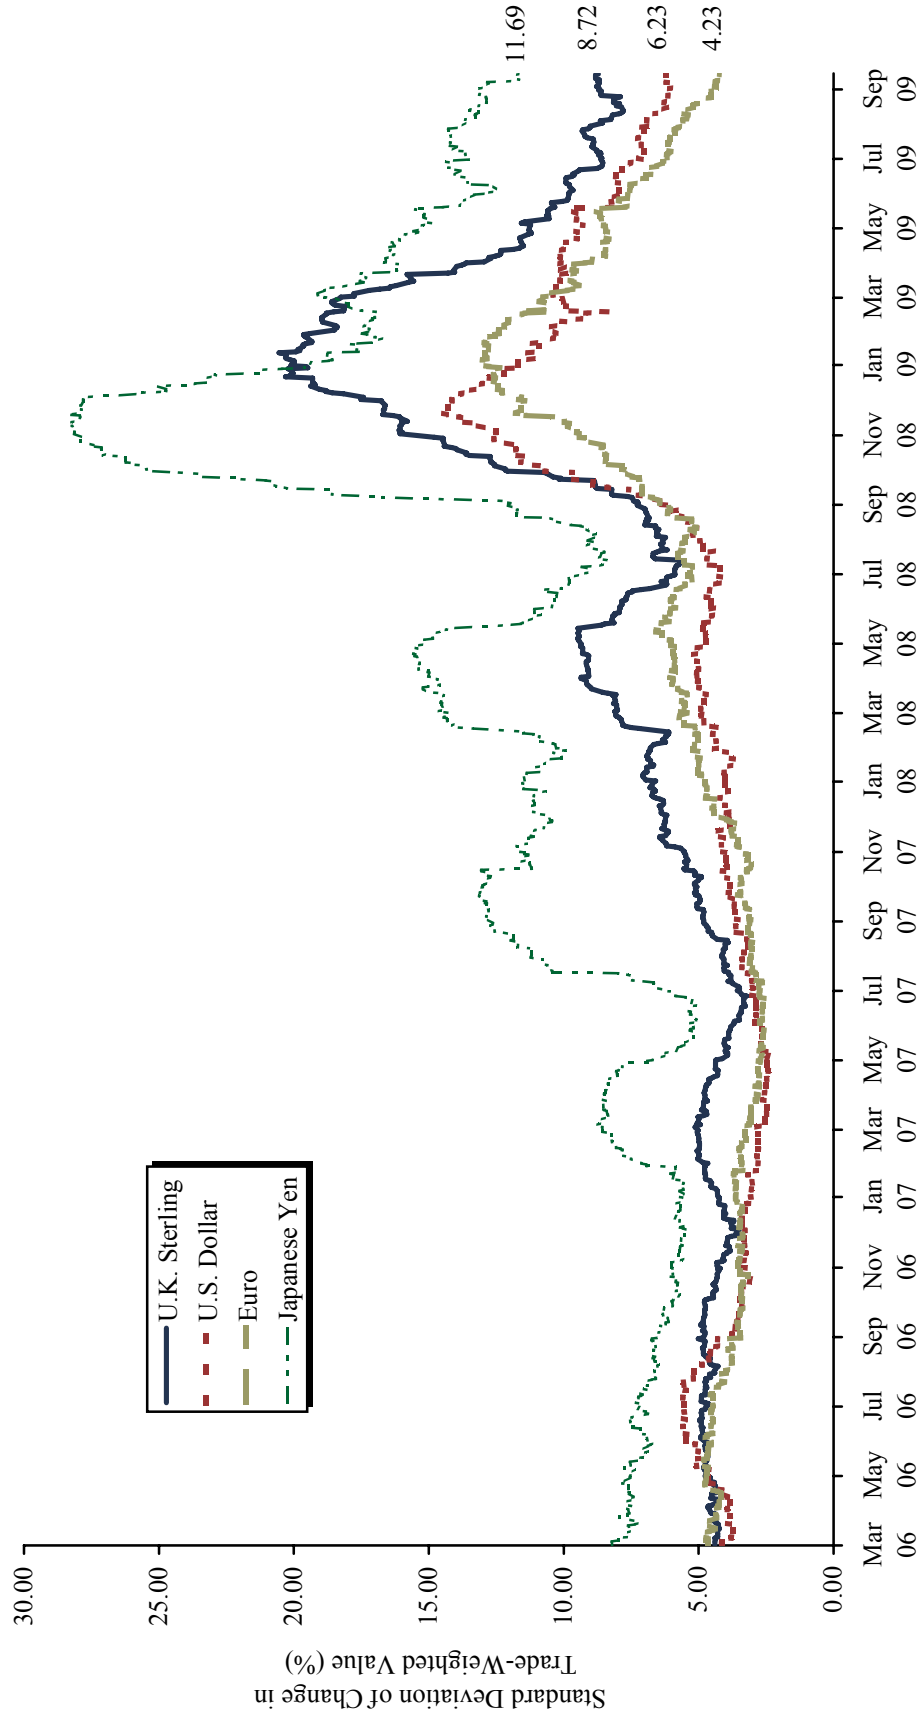 Standard Deviation of Change in
Trade-Weighted Value (%)
30.00
25.00
20.00
15.00
10.00
5.00
0.00
U.K. Sterling
U.S. Dollar
Euro
Japanese Yen
11.69
8.72
6.23
4.23
Mar May Jul Sep Nov Jan Mar May Jul Sep Nov Jan Mar May Jul Sep Nov Jan Mar May Jul Sep
06 06 06 06 06 07 07 07 07 07 07 08 08 08 08 08 08 09 09 09 09 09